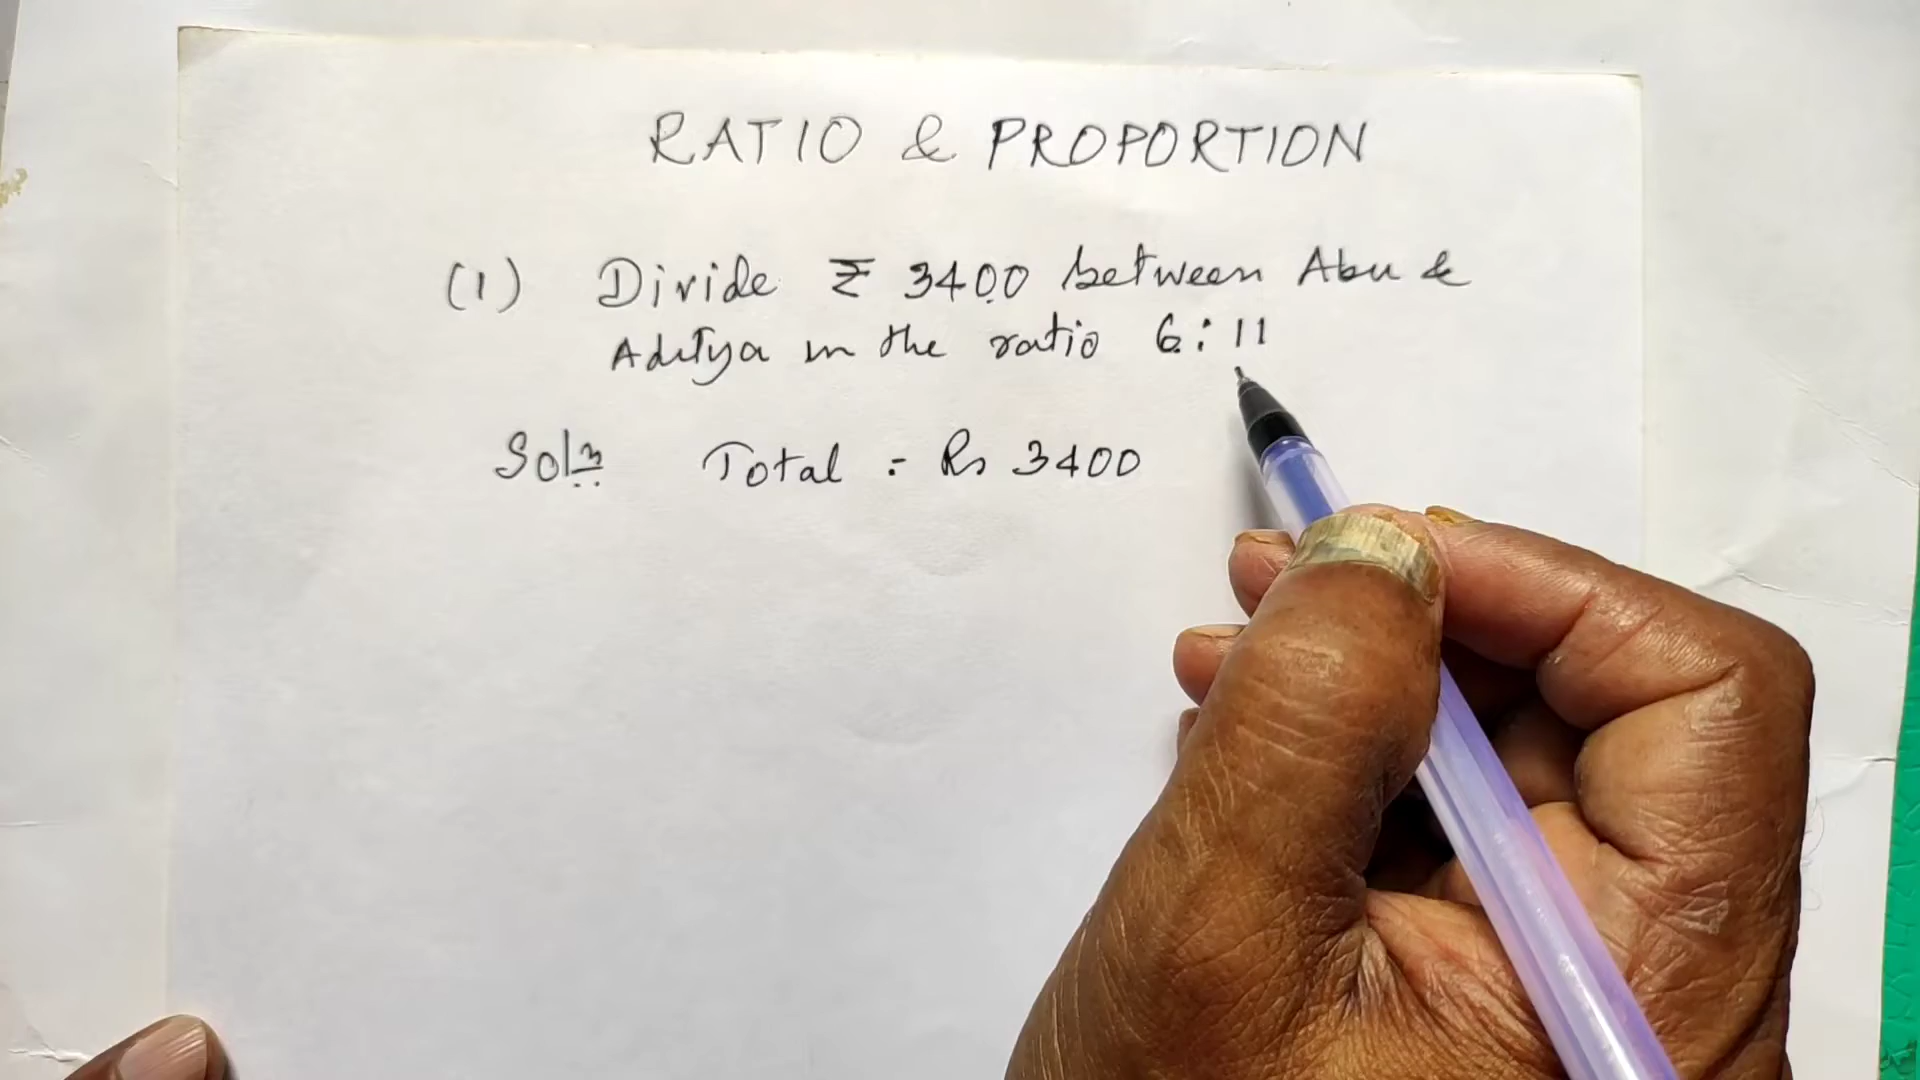 RATIO & PROPORTION
(1) Divide ₹ 3400 between Abu &
Aditya in the ratio 6:11
Soln Total = Rs 3400